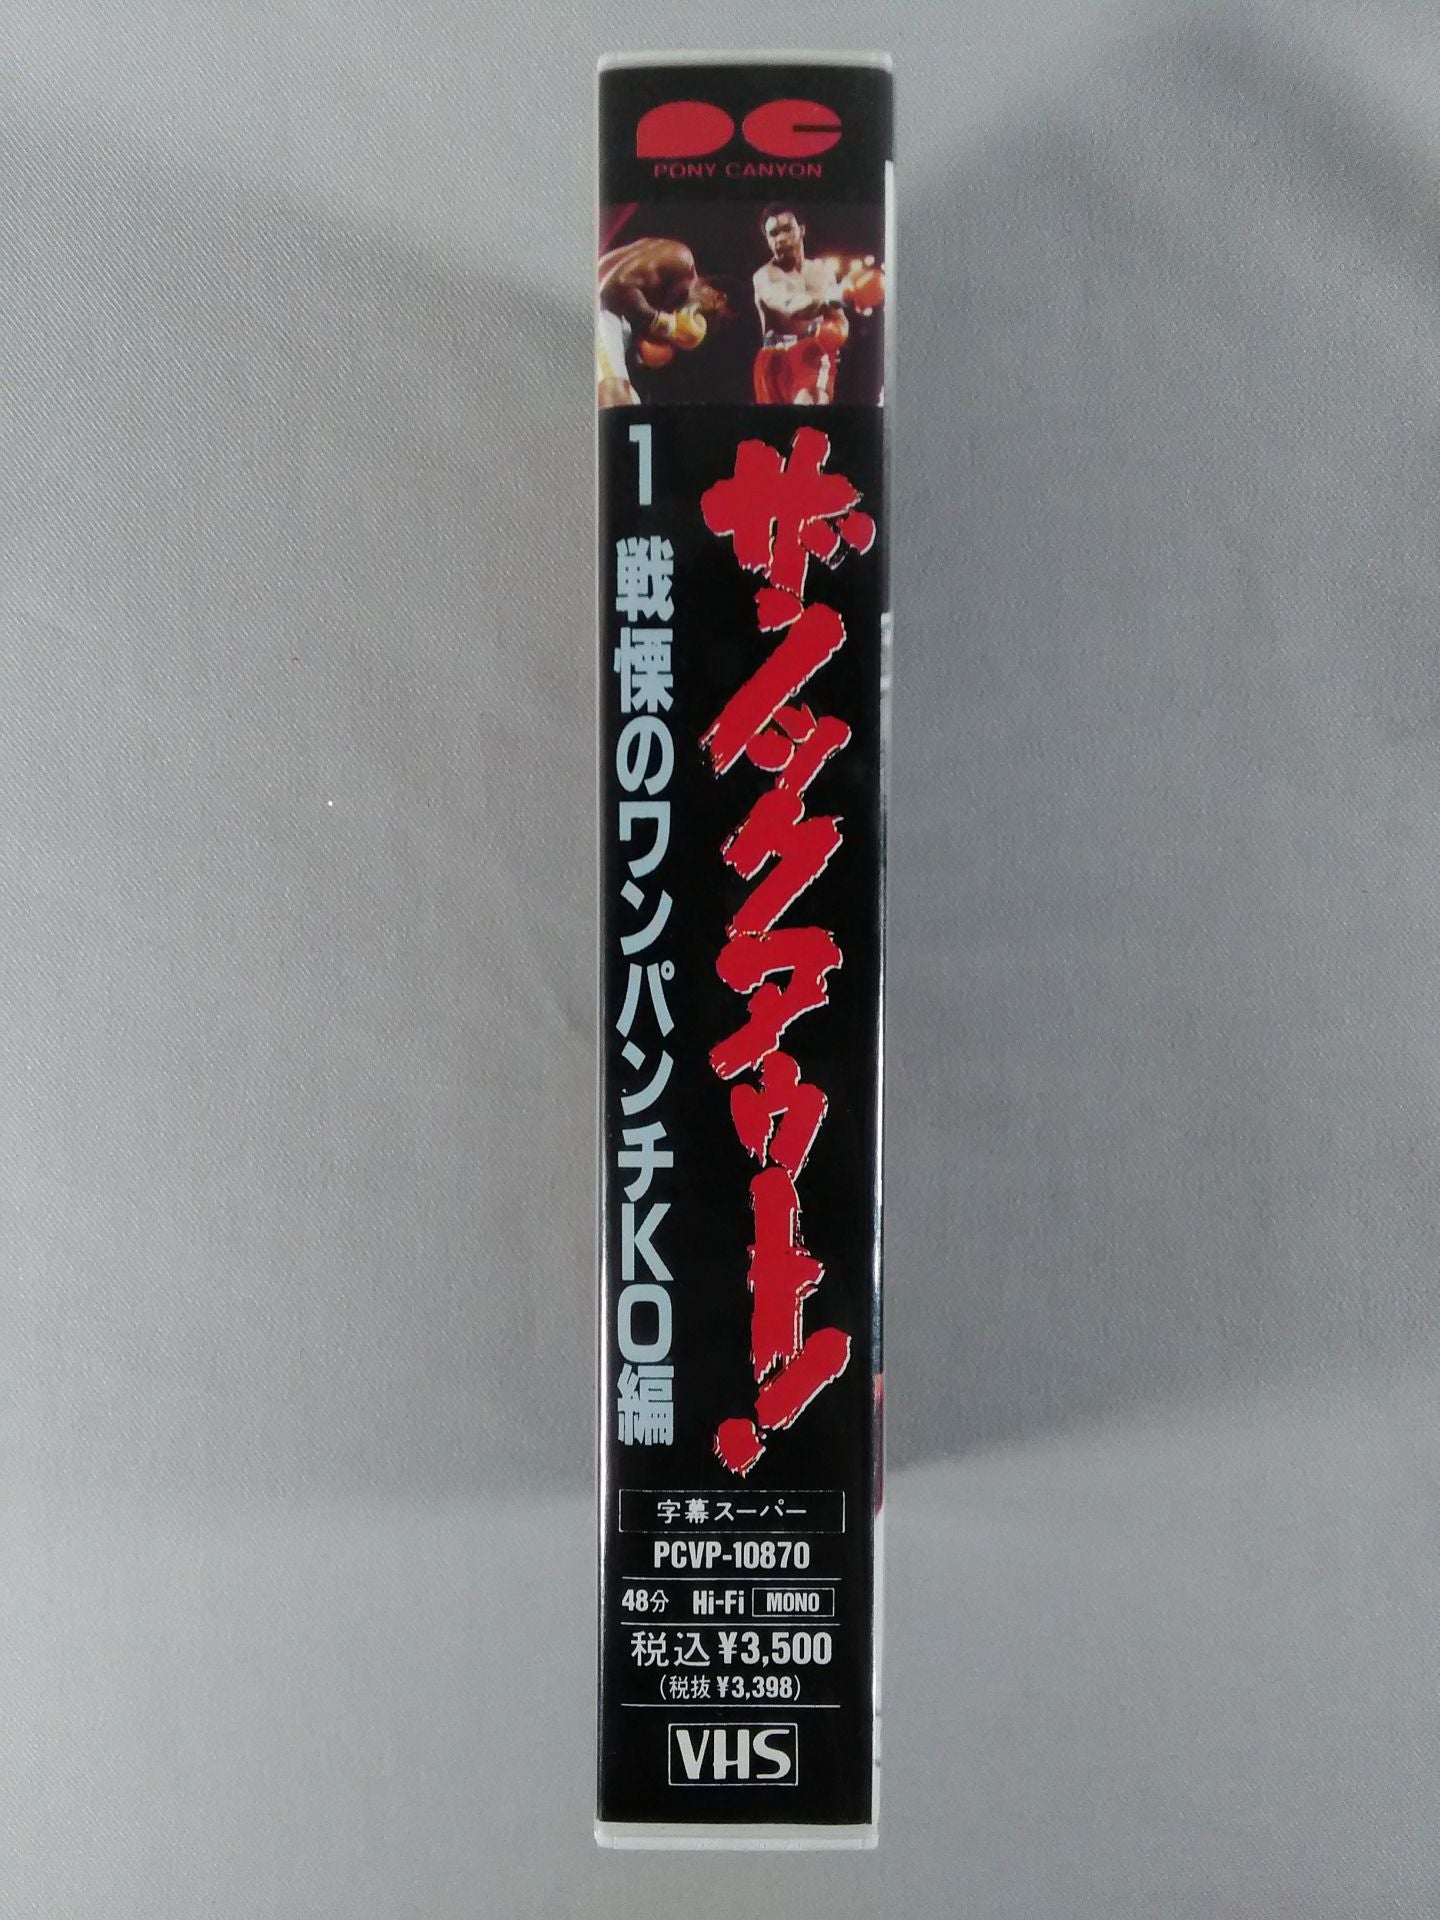 PC
PONY CANYON
ザ・ノックアウト!
1 戦慄のワンパンチKO編
字幕スーパー
PCVP-10870
48分 Hi-Fi MONO
税込¥3,500
(税抜¥3,398)
VHS